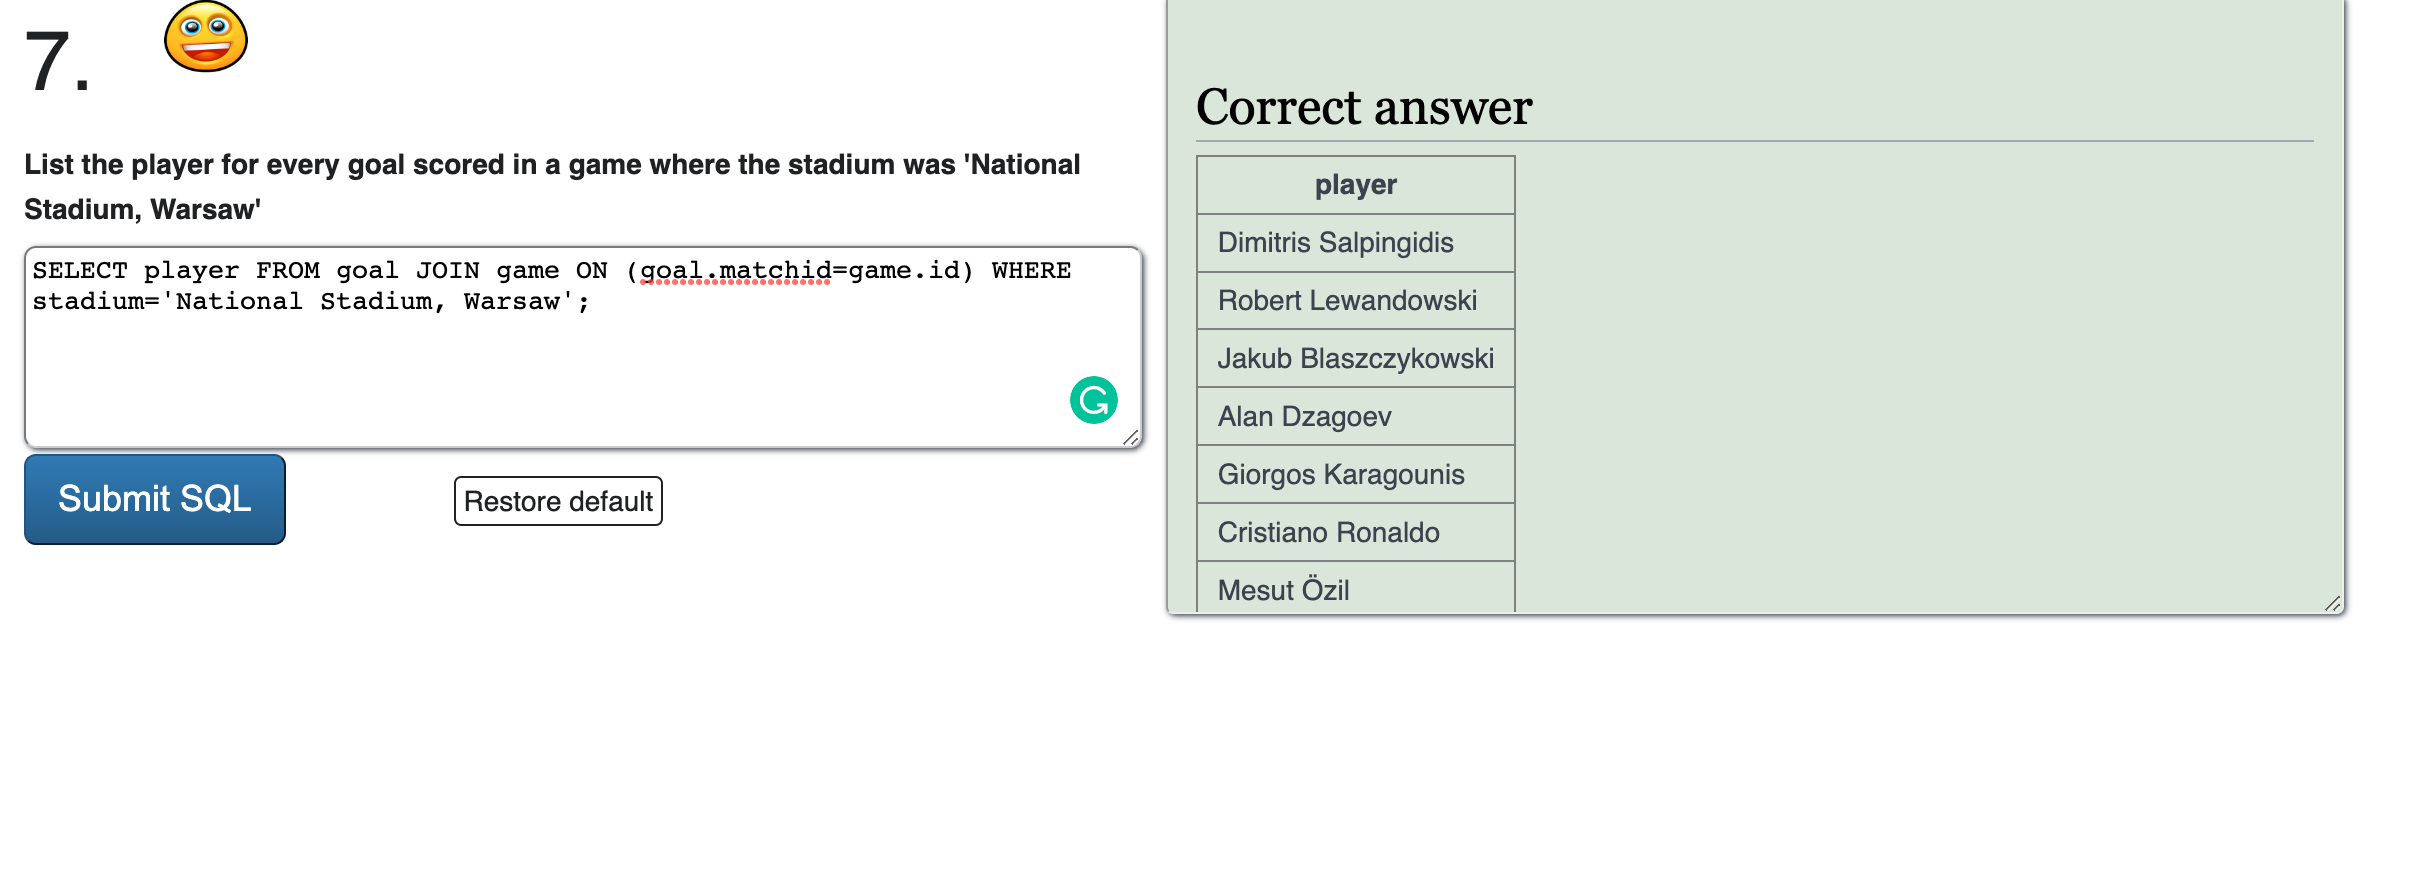 7.
List the player for every goal scored in a game where the stadium was 'National
Stadium, Warsaw'
SELECT player FROM goal JOIN game ON (goal.matchid=game.id) WHERE
stadium='National Stadium, Warsaw';
Submit SQL
Restore default
Correct answer
player
Dimitris Salpingidis
Robert Lewandowski
Jakub Blaszczykowski
Alan Dzagoev
Giorgos Karagounis
Cristiano Ronaldo
Mesut Özil